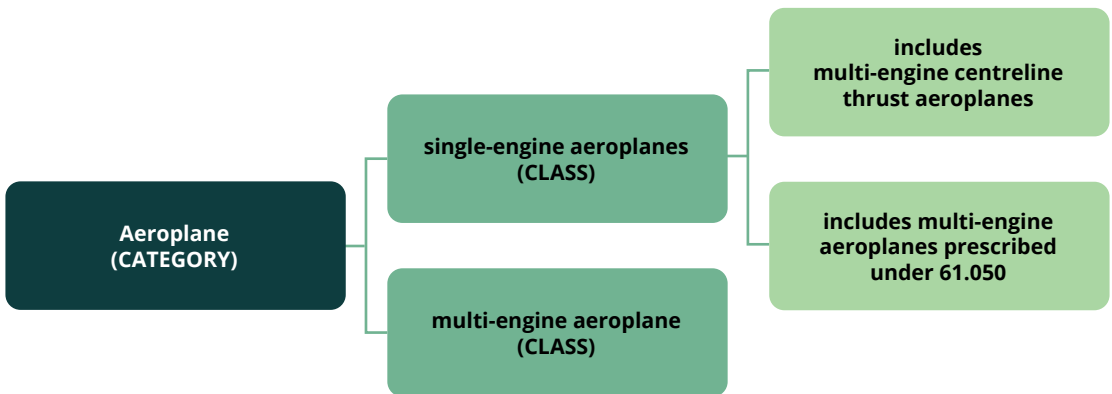 Aeroplane
(CATEGORY)
single-engine aeroplanes
(CLASS)
multi-engine aeroplane
(CLASS)
includes
multi-engine centreline
thrust aeroplanes
includes multi-engine
aeroplanes prescribed
under 61.050